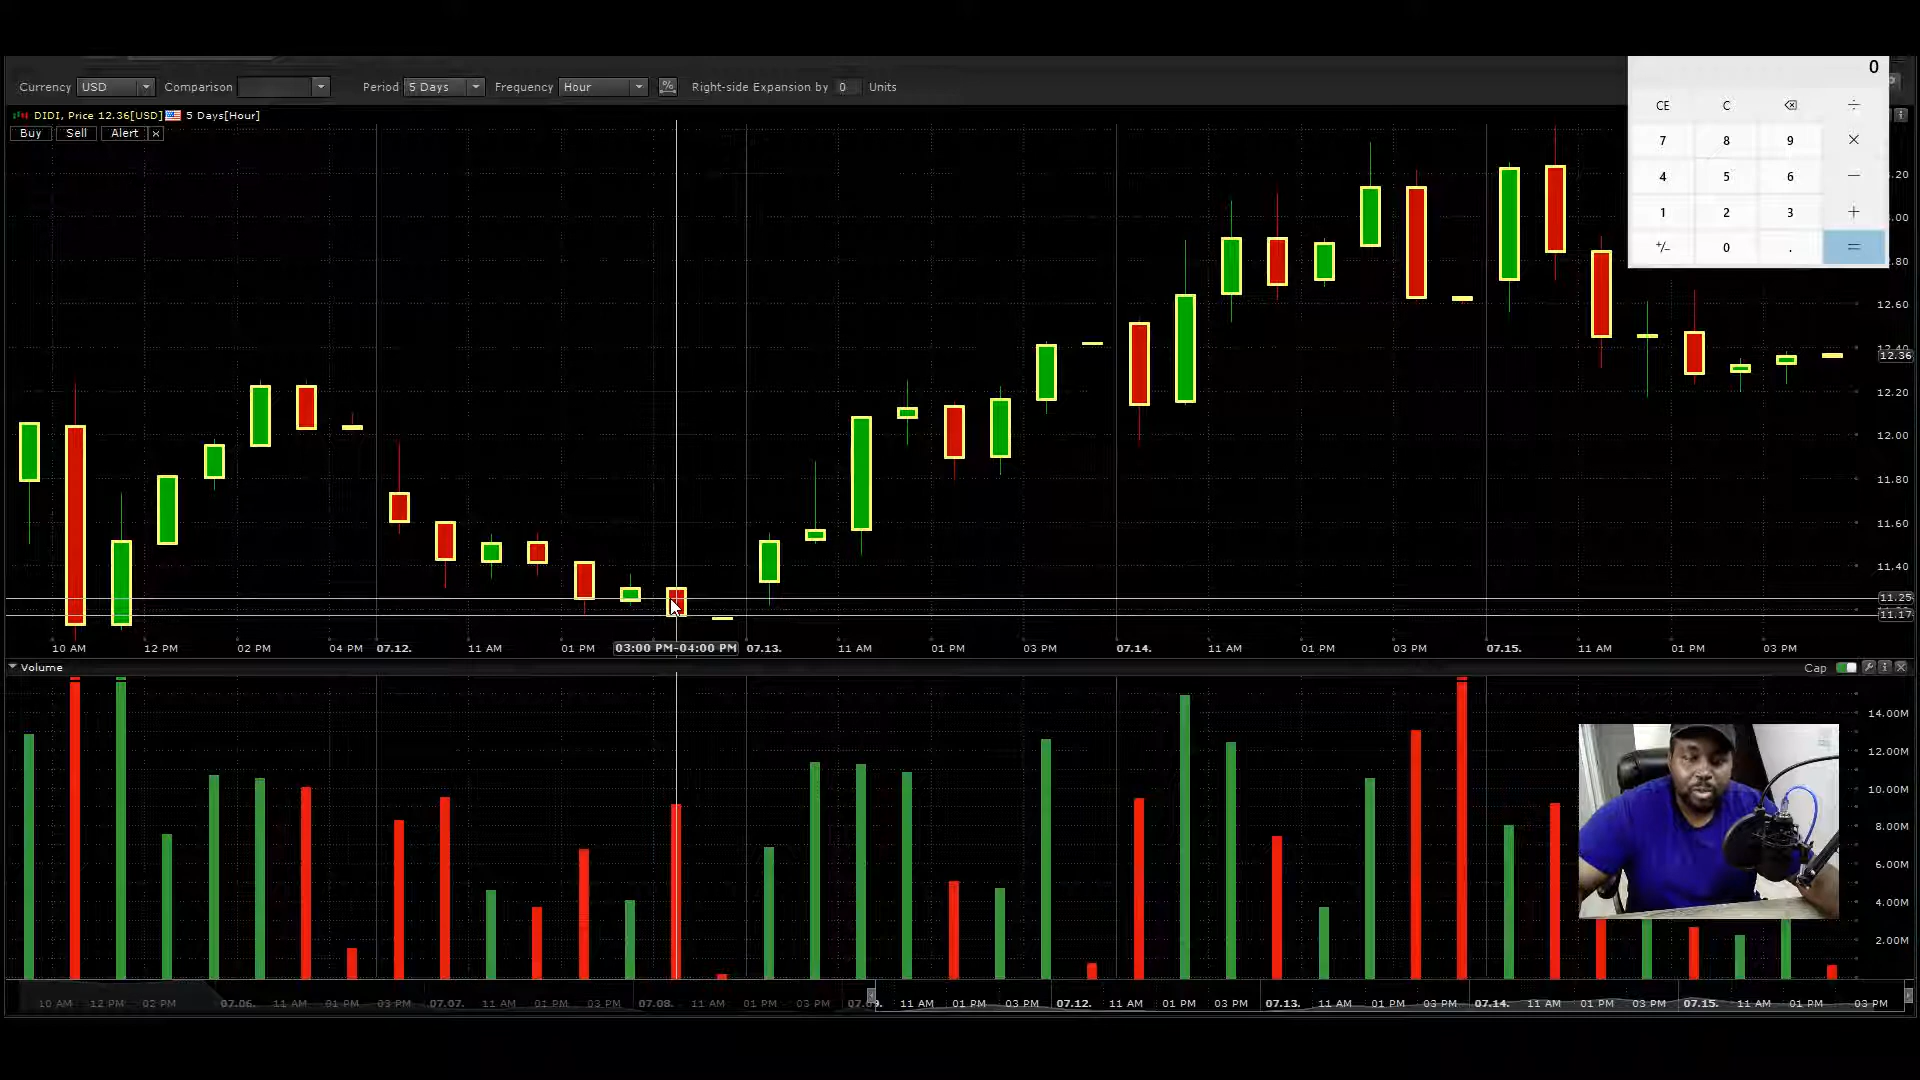 Currency USD Comparison Period 5 Days Frequency Hour % Right-side Expansion by 0 Units
DIDI, Price 12.36[USD] 5 Days[Hour]
Buy Sell Alert ×
0
CE C ⌫ ÷
7 8 9 ×
4 5 6 −
1 2 3 +
+/− 0 . =
12.60
12.36
12.20
12.00
11.80
11.60
11.40
11.25
11.17
10 AM 12 PM 02 PM 04 PM 07.12. 11 AM 01 PM 03:00 PM-04:00 PM 07.13. 11 AM 01 PM 03 PM 07.14. 11 AM 01 PM 03 PM 07.15. 11 AM 01 PM 03 PM
Volume Cap
14.00M
12.00M
10.00M
8.00M
6.00M
4.00M
2.00M
10 AM 12 PM 02 PM 07.06. 11 AM 01 PM 03 PM 07.07. 11 AM 01 PM 03 PM 07.08. 11 AM 01 PM 03 PM 11 AM 01 PM 03 PM 07.12. 11 AM 01 PM 03 PM 07.13. 11 AM 01 PM 03 PM 07.14. 11 AM 01 PM 03 PM 07.15. 11 AM 01 PM 03 PM